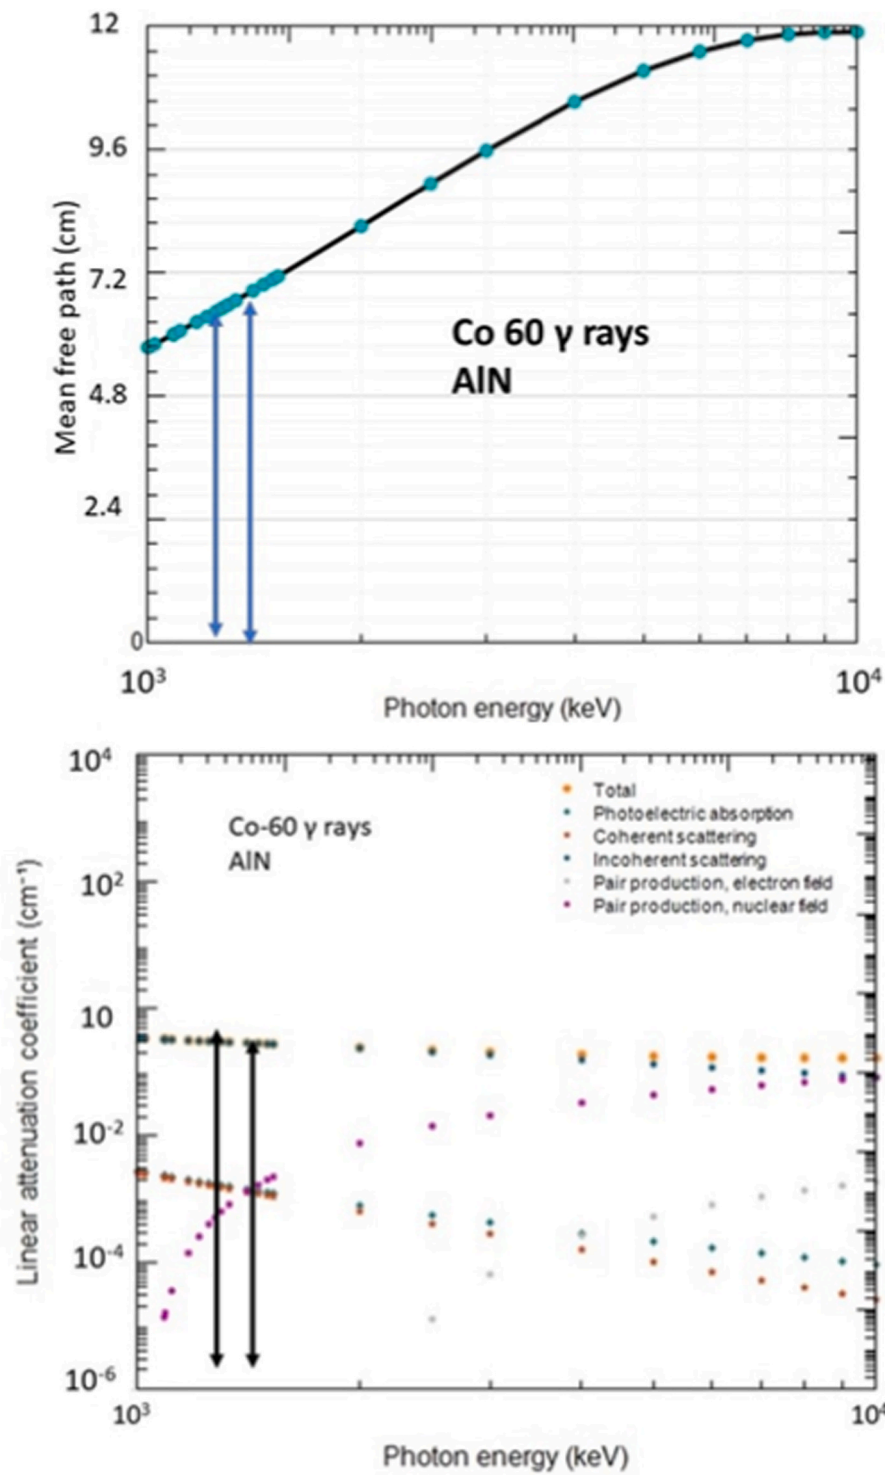 12
9.6
7.2
4.8
2.4
0
Mean free path (cm)
Co 60 γ rays
AlN
10³
10⁴
Photon energy (keV)
10⁴
10²
10
10⁻²
10⁻⁴
10⁻⁶
Linear attenuation coefficient (cm⁻¹)
Co-60 γ rays
AlN
Total
Photoelectric absorption
Coherent scattering
Incoherent scattering
Pair production, electron field
Pair production, nuclear field
10³
10⁴
Photon energy (keV)